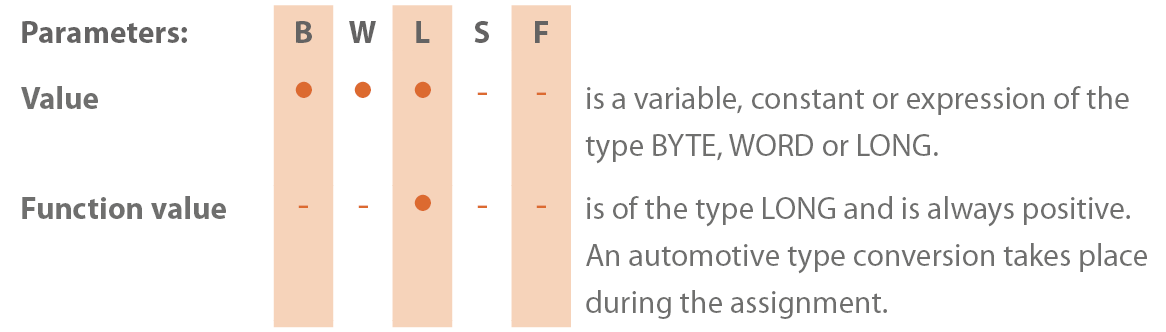 Parameters: B W L S F
Value ● ● ● - - is a variable, constant or expression of the
type BYTE, WORD or LONG.
Function value - - ● - - is of the type LONG and is always positive.
An automotive type conversion takes place
during the assignment.